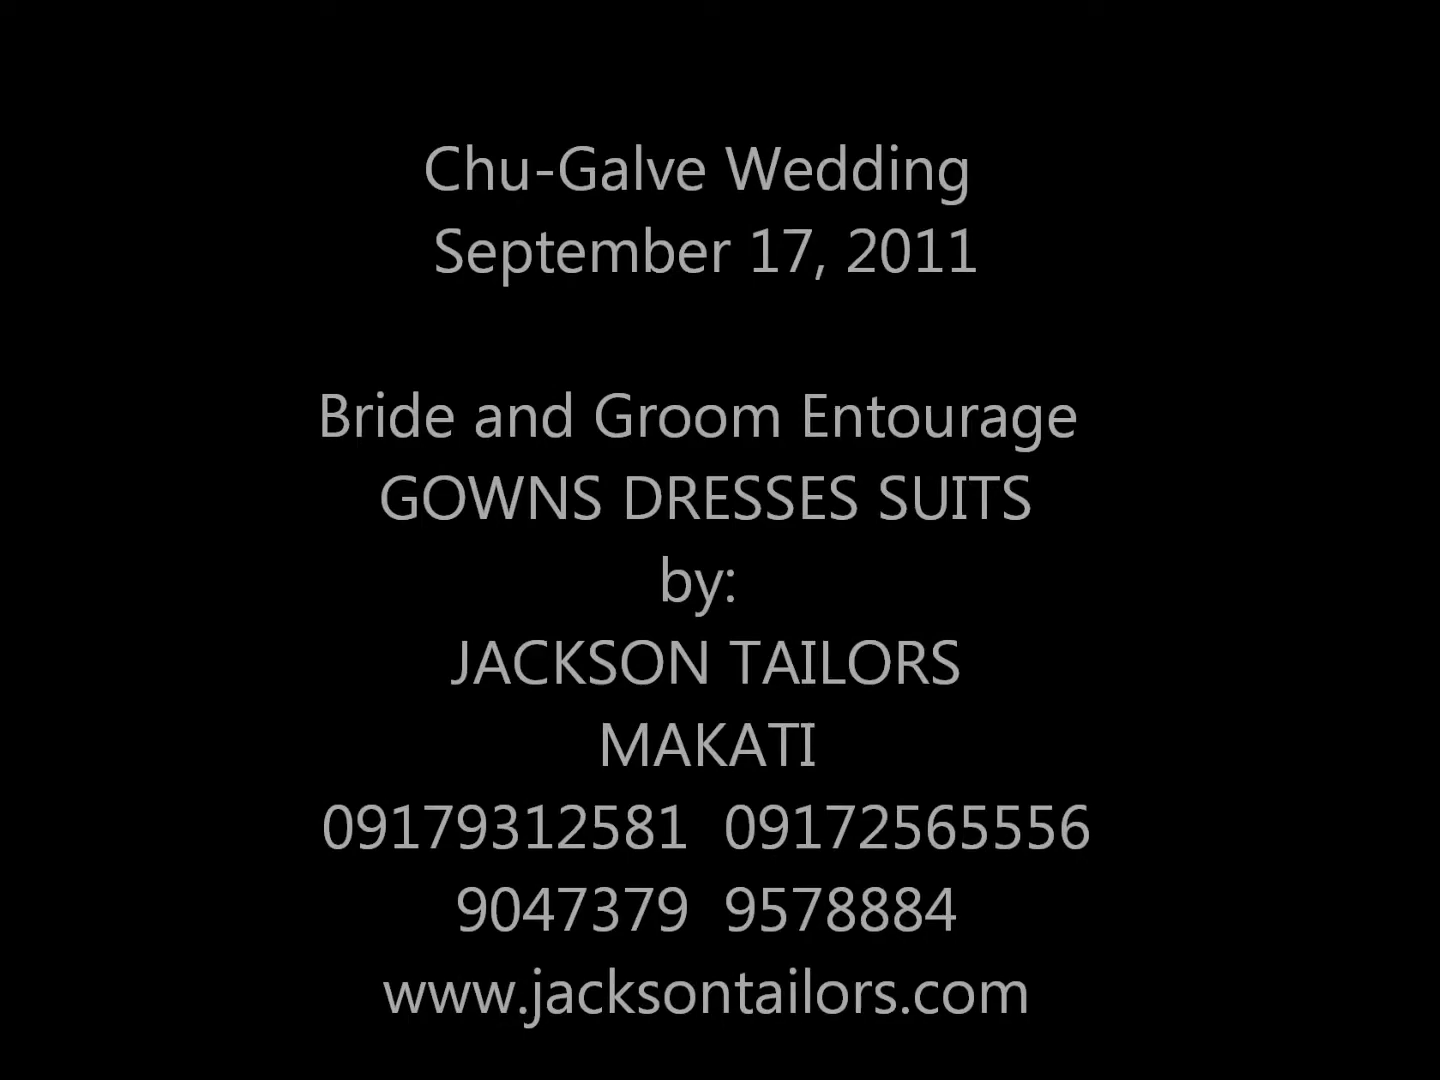 Chu-Galve Wedding
September 17, 2011
Bride and Groom Entourage
GOWNS DRESSES SUITS
by:
JACKSON TAILORS
MAKATI
09179312581  09172565556
9047379  9578884
www.jacksontailors.com